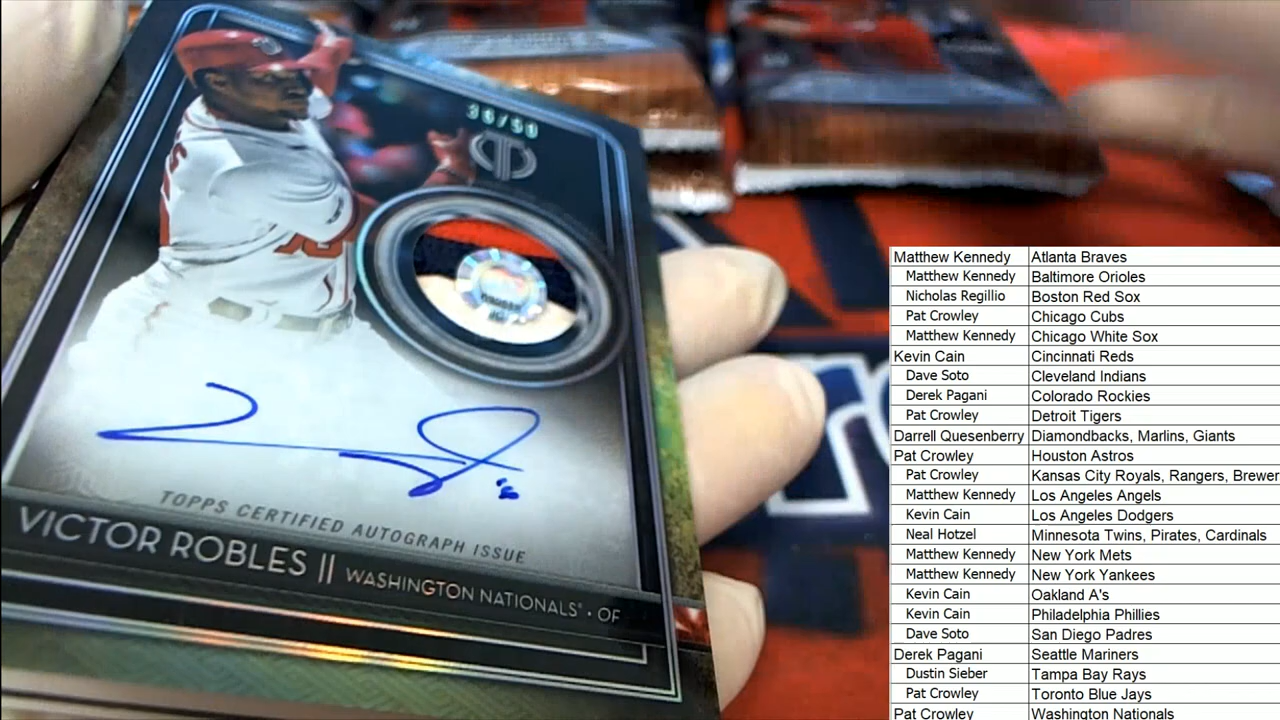 36/50
VICTOR ROBLES || WASHINGTON NATIONALS® • OF
TOPPS CERTIFIED AUTOGRAPH ISSUE
Matthew Kennedy Atlanta Braves
Matthew Kennedy Baltimore Orioles
Nicholas Regillio Boston Red Sox
Pat Crowley Chicago Cubs
Matthew Kennedy Chicago White Sox
Kevin Cain Cincinnati Reds
Dave Soto Cleveland Indians
Derek Pagani Colorado Rockies
Pat Crowley Detroit Tigers
Darrell Quesenberry Diamondbacks, Marlins, Giants
Pat Crowley Houston Astros
Pat Crowley Kansas City Royals, Rangers, Brewer
Matthew Kennedy Los Angeles Angels
Kevin Cain Los Angeles Dodgers
Neal Hotzel Minnesota Twins, Pirates, Cardinals
Matthew Kennedy New York Mets
Matthew Kennedy New York Yankees
Kevin Cain Oakland A's
Kevin Cain Philadelphia Phillies
Dave Soto San Diego Padres
Derek Pagani Seattle Mariners
Dustin Sieber Tampa Bay Rays
Pat Crowley Toronto Blue Jays
Pat Crowley Washington Nationals